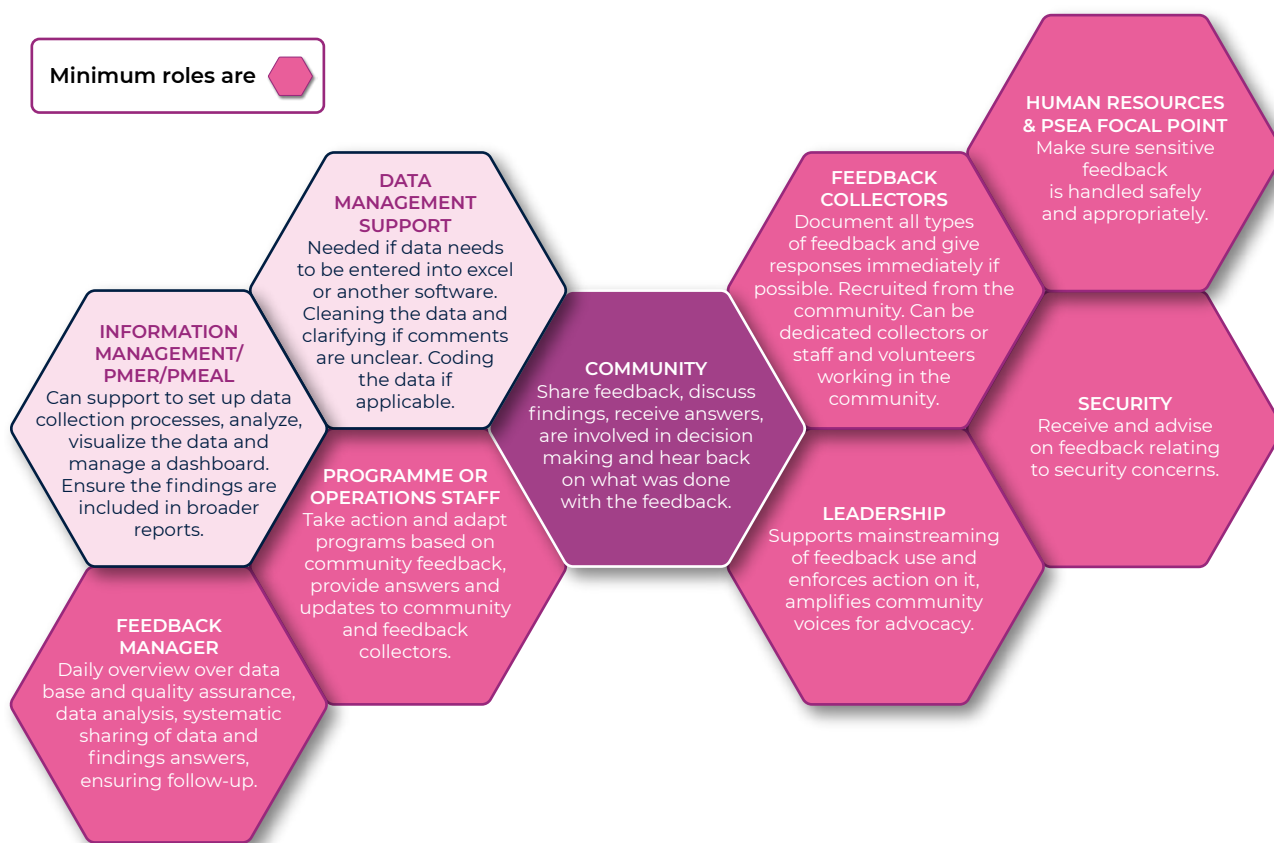 Minimum roles are
HUMAN RESOURCES
& PSEA FOCAL POINT
Make sure sensitive
feedback
is handled safely
and appropriately.
DATA
MANAGEMENT
SUPPORT
Needed if data needs
to be entered into excel
or another software.
Cleaning the data and
clarifying if comments
are unclear. Coding
the data if
applicable.
FEEDBACK
COLLECTORS
Document all types
of feedback and give
responses immediately if
possible. Recruited from the
community. Can be
dedicated collectors or
staff and volunteers
working in the
community.
INFORMATION
MANAGEMENT/
PMER/PMEAL
Can support to set up data
collection processes, analyze,
visualize the data and
manage a dashboard.
Ensure the findings are
included in broader
reports.
COMMUNITY
Share feedback, discuss
findings, receive answers,
are involved in decision
making and hear back
on what was done
with the feedback.
SECURITY
Receive and advise
on feedback relating
to security concerns.
PROGRAMME OR
OPERATIONS STAFF
Take action and adapt
programs based on
community feedback,
provide answers and
updates to community
and feedback
collectors.
LEADERSHIP
Supports mainstreaming
of feedback use and
enforces action on it,
amplifies community
voices for advocacy.
FEEDBACK
MANAGER
Daily overview over data
base and quality assurance,
data analysis, systematic
sharing of data and
findings answers,
ensuring follow-up.